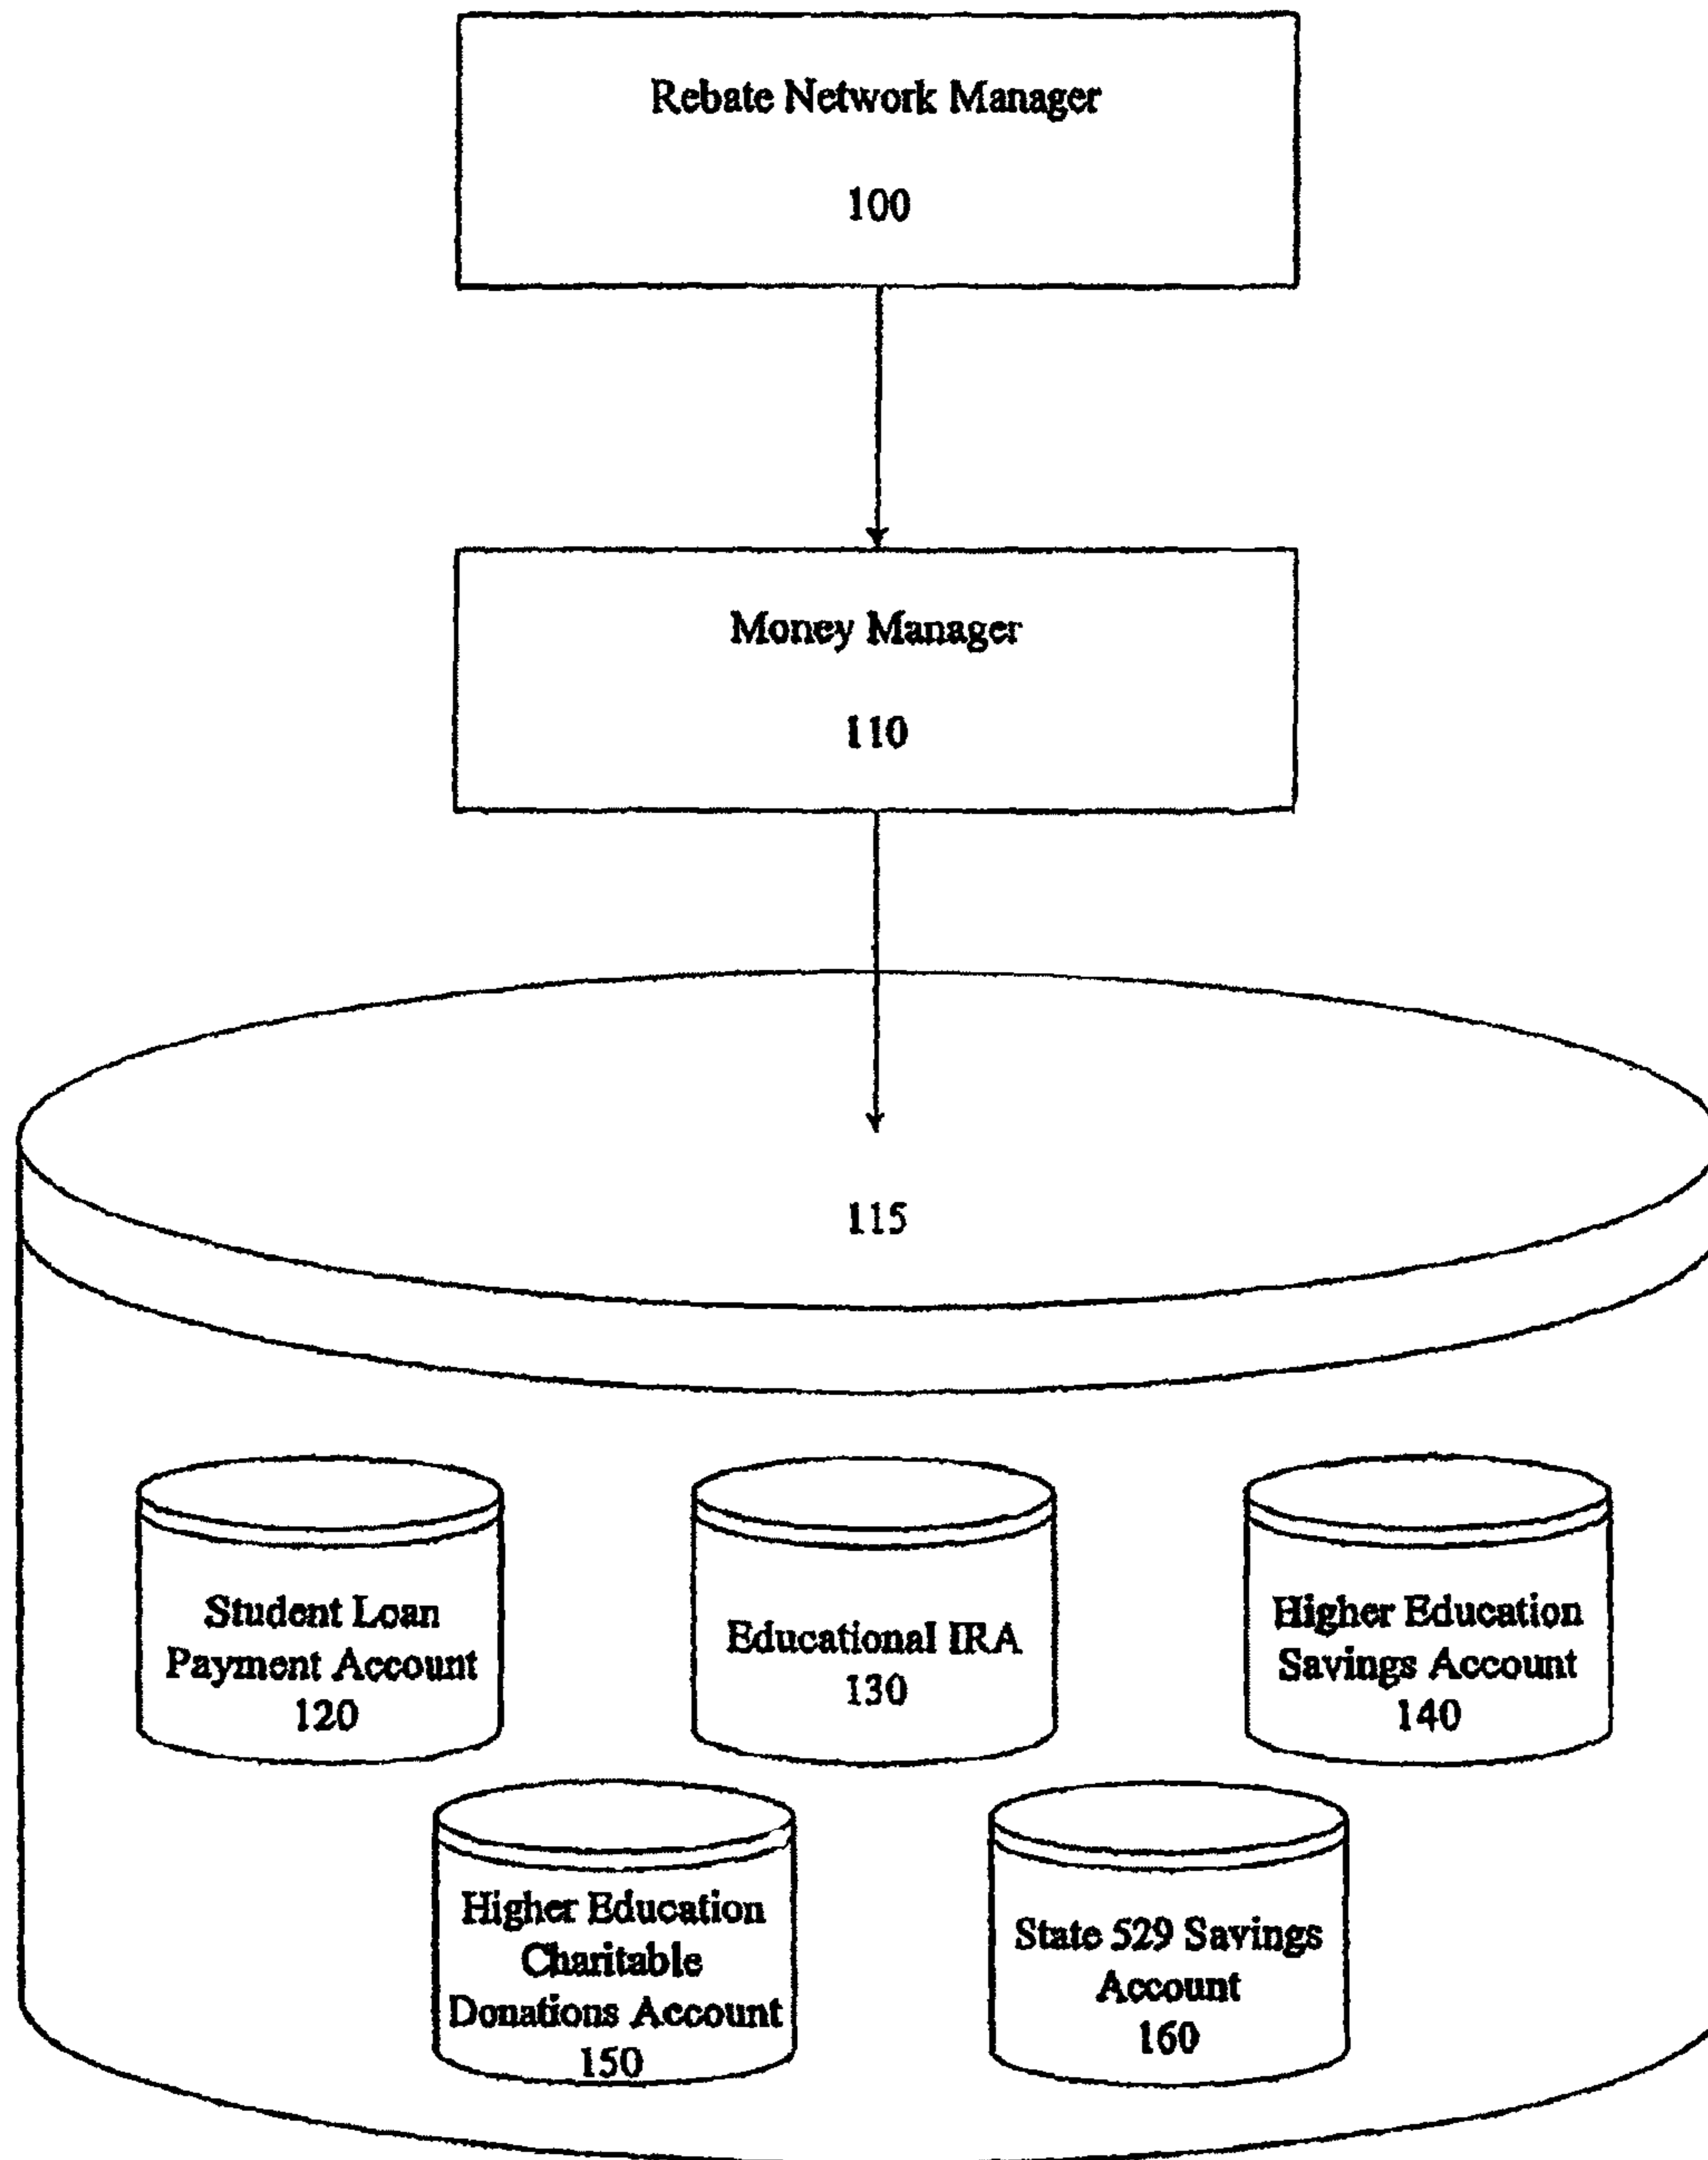 Rebate Network Manager
100
Money Manager
110
115
Student Loan
Payment Account
120
Educational IRA
130
Higher Education
Savings Account
140
Higher Education
Charitable
Donations Account
150
State 529 Savings
Account
160